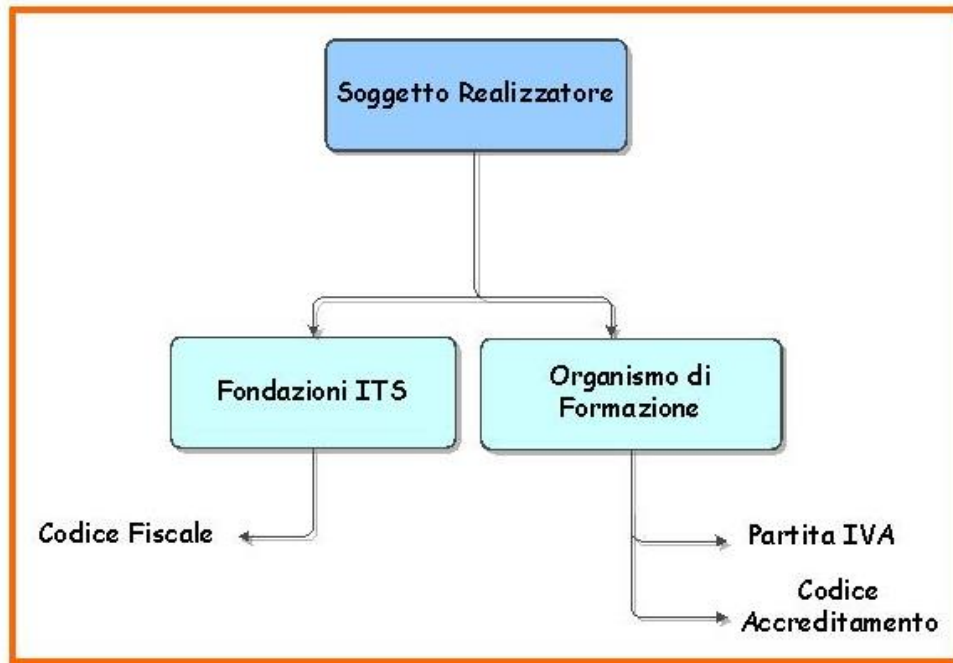 Soggetto Realizzatore
Fondazioni ITS
Organismo di
Formazione
Codice Fiscale
Partita IVA
Codice
Accreditamento